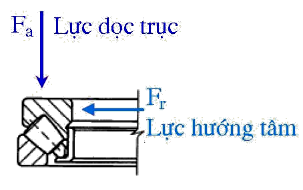 Fa Lực dọc trục
Fr
Lực hướng tâm